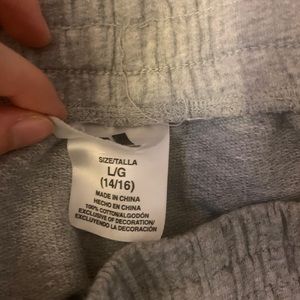 SIZE/TALLA
L/G
(14/16)
MADE IN CHINA
HECHO EN CHINA
100% COTTON/ALGODÓN
EXCLUSIVE OF DECORATION/
EXCLUYENDO LA DECORACIÓN